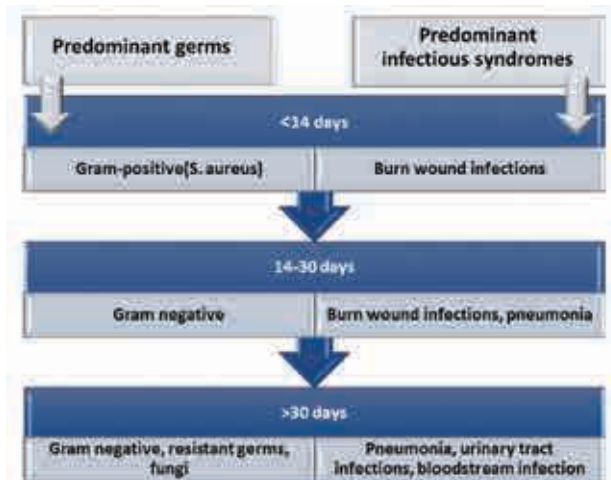 Predominant germs
Predominant
infectious syndromes
<14 days
Gram-positive(S. aureus)
Burn wound infections
14-30 days
Gram negative
Burn wound infections, pneumonia
>30 days
Gram negative, resistant germs,
fungi
Pneumonia, urinary tract
infections, bloodstream infection